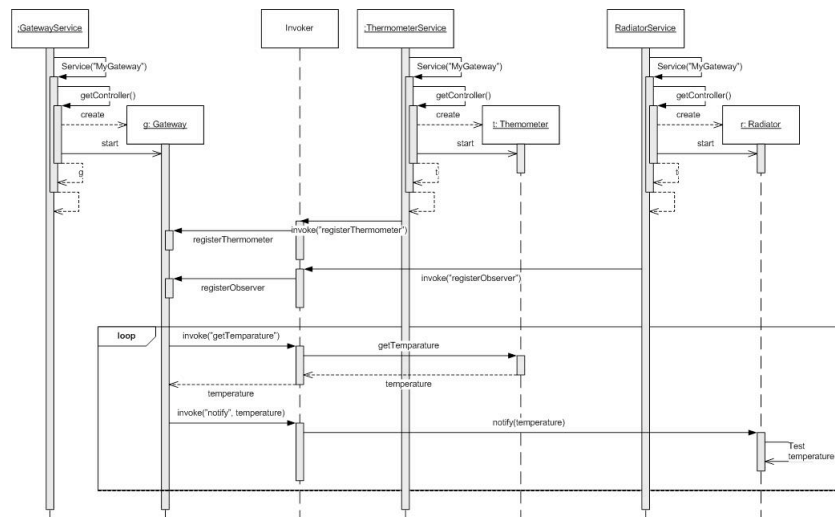 :GatewayService
Invoker
:ThermometerService
RadiatorService
Service("MyGateway")
Service("MyGateway")
Service("MyGateway")
getController()
getController()
getController()
create
g: Gateway
create
t: Themometer
create
r: Radiator
start
start
start
g
t
t
invoke("registerThermometer")
registerThermometer
invoke("registerObserver")
registerObserver
loop
invoke("getTemparature")
getTemparature
temperature
temperature
invoke("notify", temperature)
notify(temperature)
Test
temperature